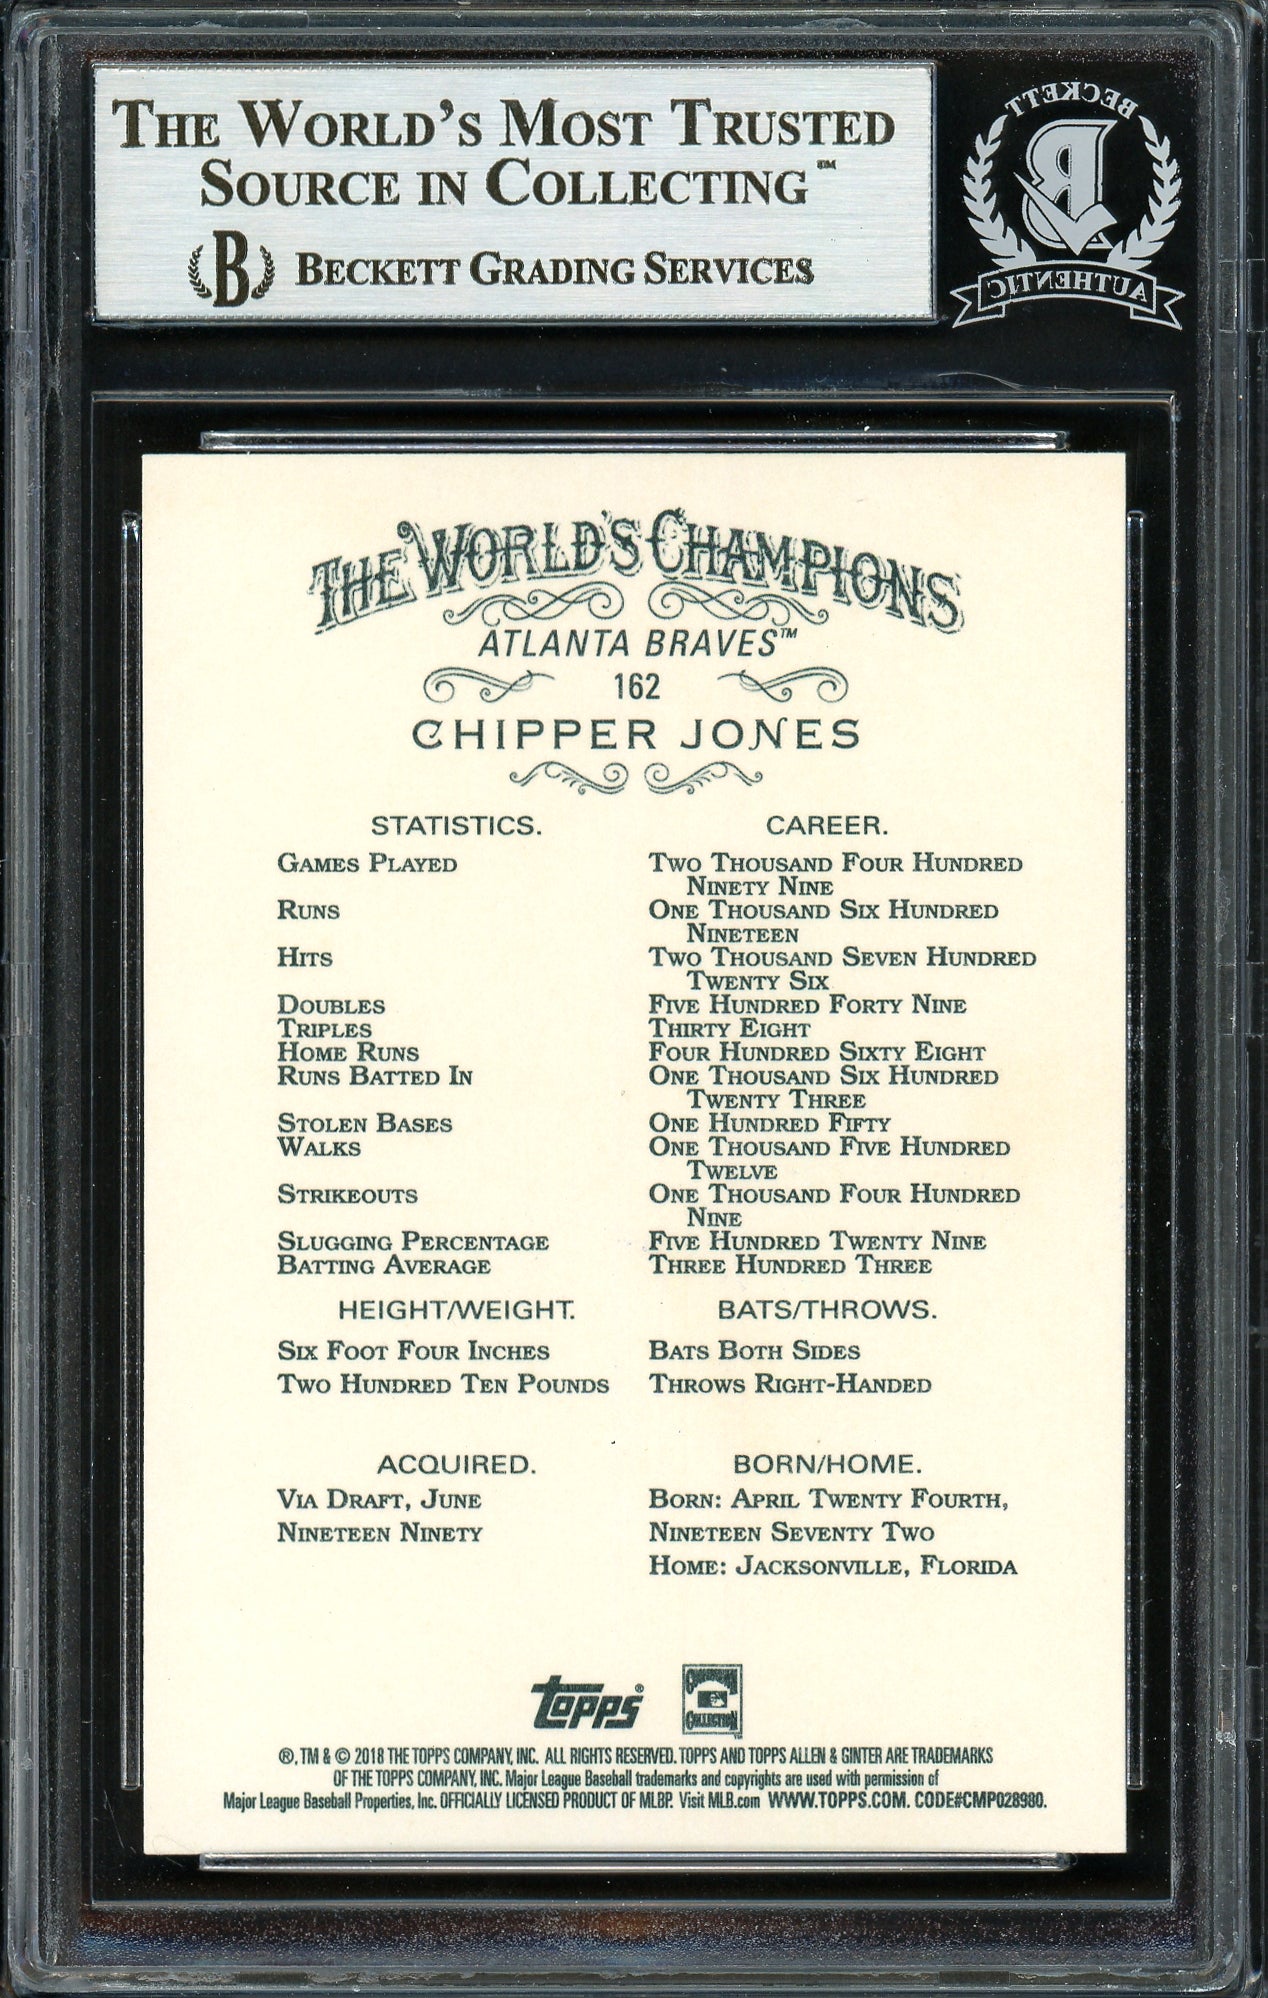 THE WORLD'S MOST TRUSTED
SOURCE IN COLLECTING™
B BECKETT GRADING SERVICES
BECKETT
B
AUTHENTIC
THE WORLD'S CHAMPIONS
ATLANTA BRAVES™
162
CHIPPER JONES
STATISTICS. CAREER.
GAMES PLAYED TWO THOUSAND FOUR HUNDRED
NINETY NINE
RUNS ONE THOUSAND SIX HUNDRED
NINETEEN
HITS TWO THOUSAND SEVEN HUNDRED
TWENTY SIX
DOUBLES FIVE HUNDRED FORTY NINE
TRIPLES THIRTY EIGHT
HOME RUNS FOUR HUNDRED SIXTY EIGHT
RUNS BATTED IN ONE THOUSAND SIX HUNDRED
TWENTY THREE
STOLEN BASES ONE HUNDRED FIFTY
WALKS ONE THOUSAND FIVE HUNDRED
TWELVE
STRIKEOUTS ONE THOUSAND FOUR HUNDRED
NINE
SLUGGING PERCENTAGE FIVE HUNDRED TWENTY NINE
BATTING AVERAGE THREE HUNDRED THREE
HEIGHT/WEIGHT. BATS/THROWS.
SIX FOOT FOUR INCHES BATS BOTH SIDES
TWO HUNDRED TEN POUNDS THROWS RIGHT-HANDED
ACQUIRED. BORN/HOME.
VIA DRAFT, JUNE BORN: APRIL TWENTY FOURTH,
NINETEEN NINETY NINETEEN SEVENTY TWO
HOME: JACKSONVILLE, FLORIDA
topps® COOPERSTOWN COLLECTION™
®, TM & © 2018 THE TOPPS COMPANY, INC. ALL RIGHTS RESERVED. TOPPS AND TOPPS ALLEN & GINTER ARE TRADEMARKS
OF THE TOPPS COMPANY, INC. Major League Baseball trademarks and copyrights are used with permission of
Major League Baseball Properties, Inc. OFFICIALLY LICENSED PRODUCT OF MLBP. Visit MLB.com WWW.TOPPS.COM. CODE#CMP028980.